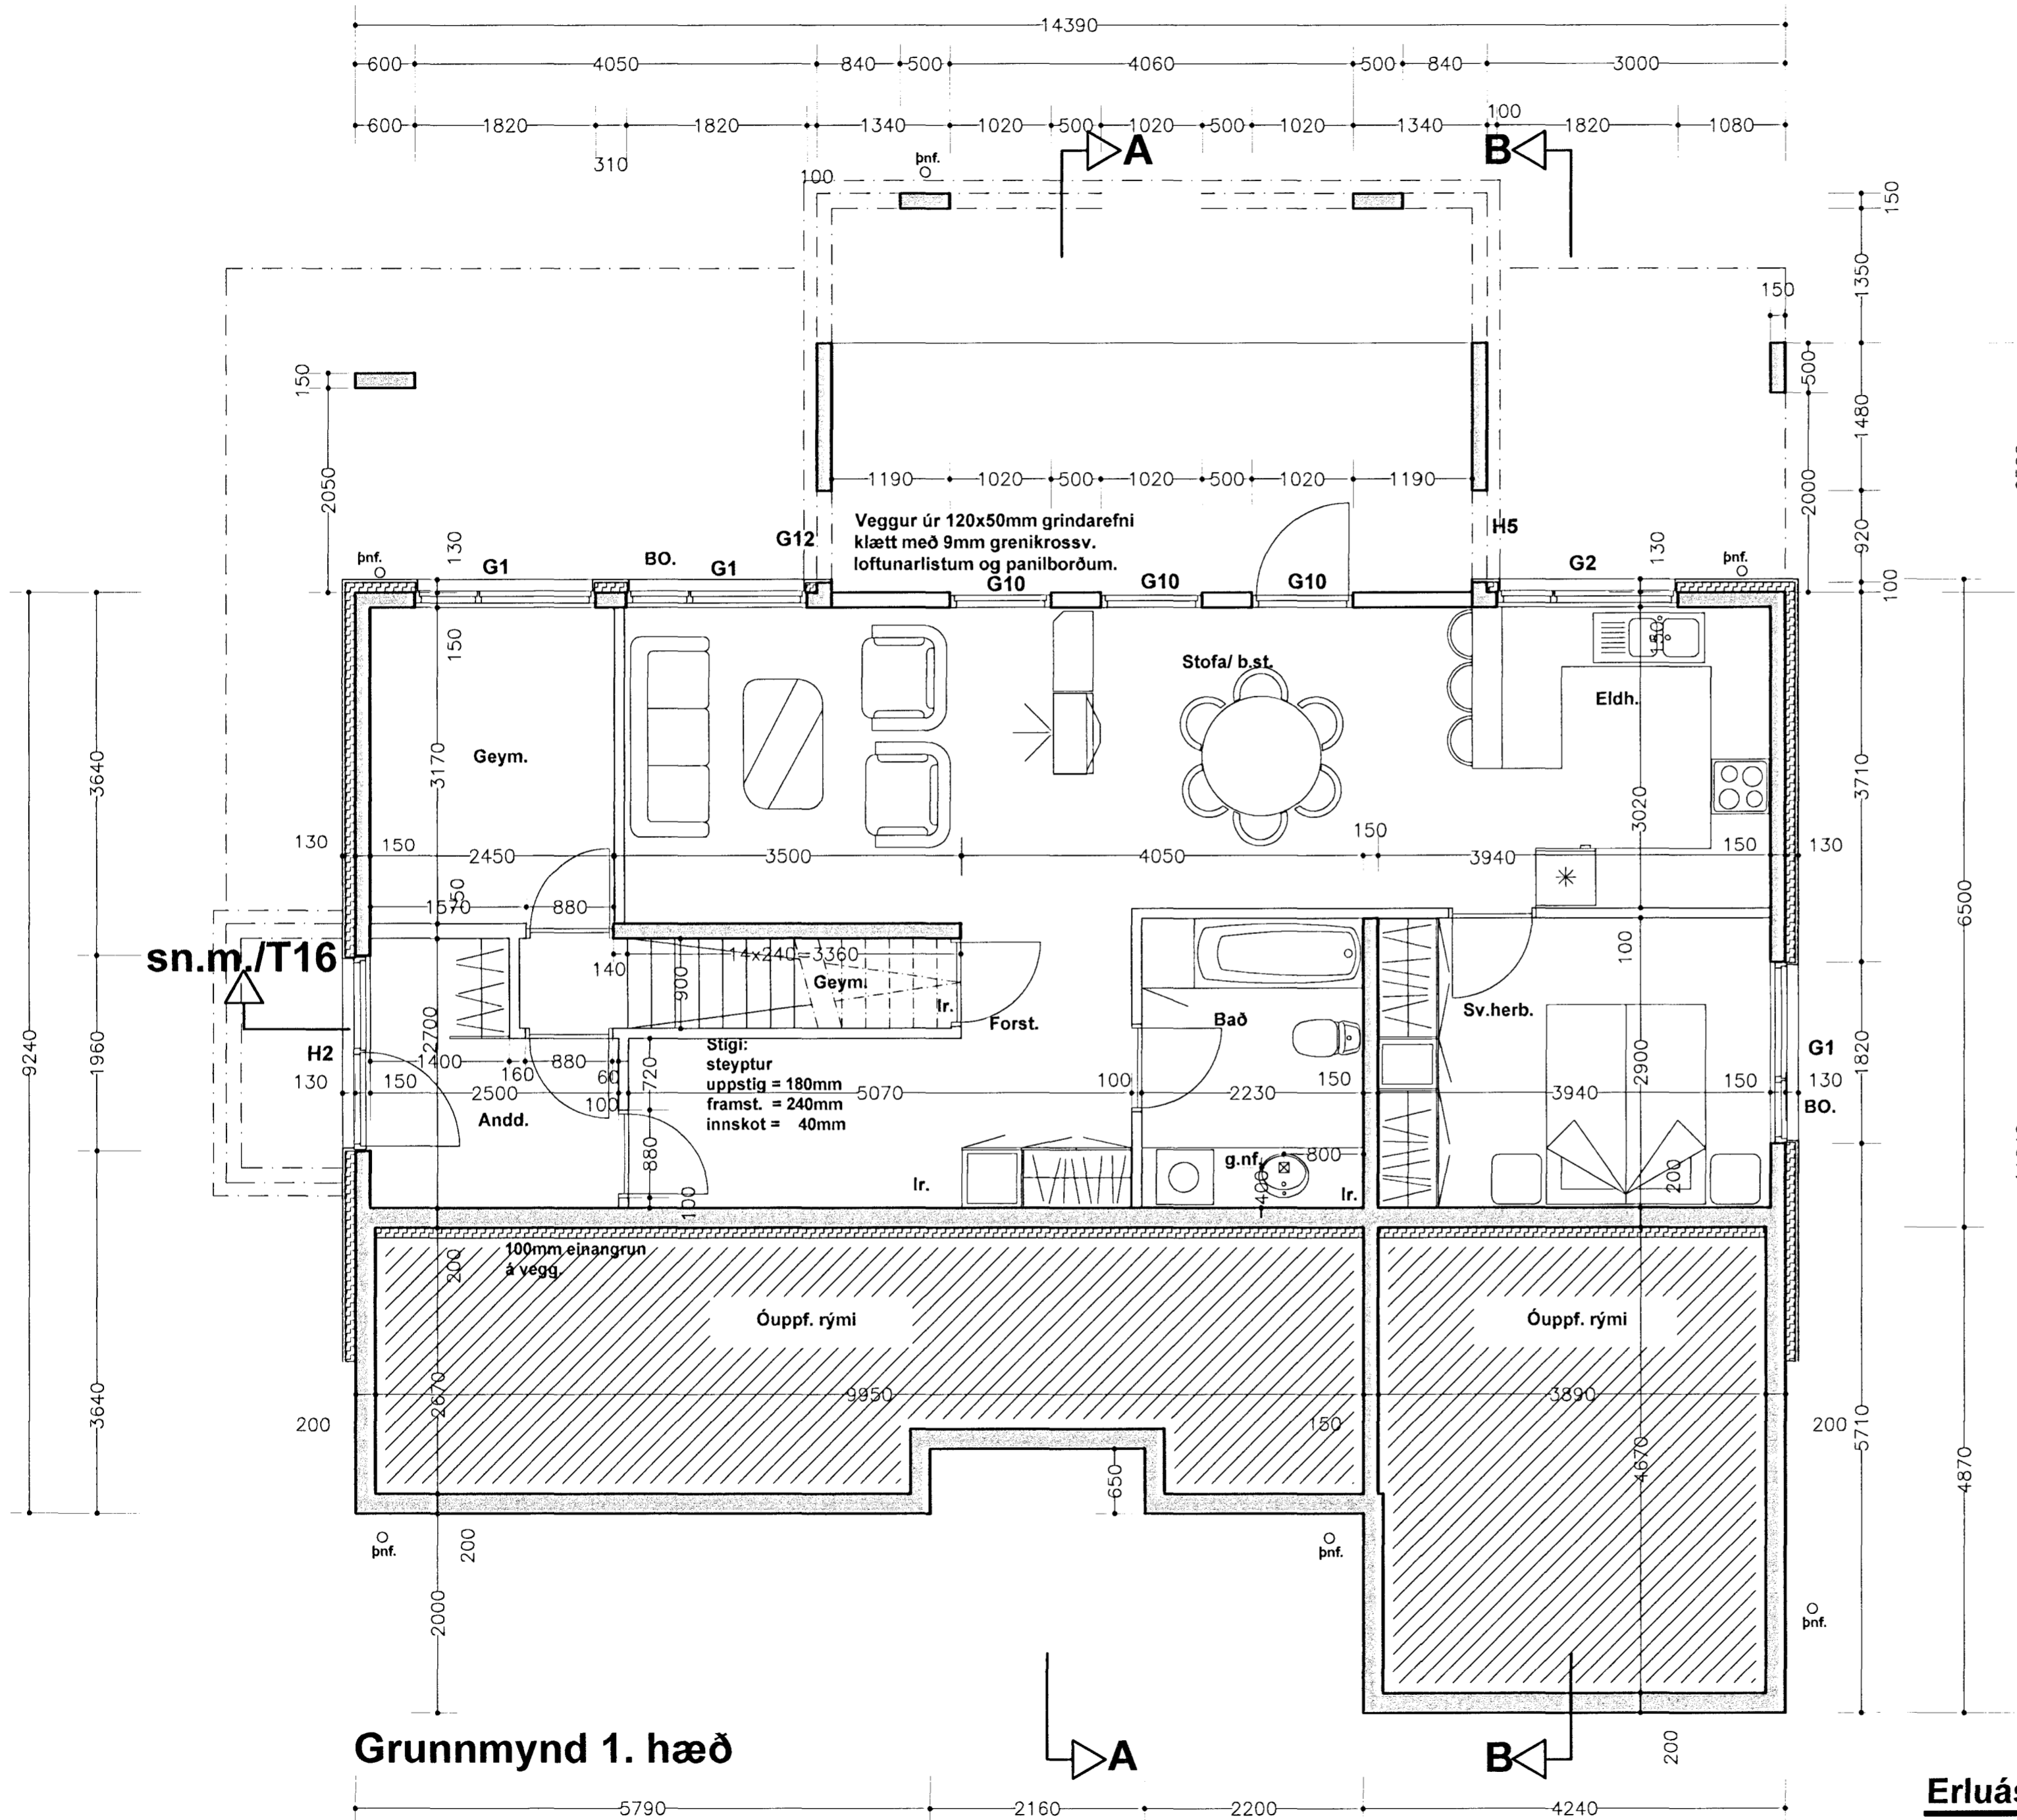 14390
600 4050 840 500 4060 500 840 3000
100
600 1820 1820 1340 1020 500 1020 500 1020 1340 1820 1080
310
A
B
þnf.
100
150
1350
150
150
500
1480
2050
2000
1190 1020 500 1020 500 1020 1190
920
100
Veggur úr 120x50mm grindarefni
klætt með 9mm grenikrossv.
loftunarlistum og panilborðum.
G12
H5
þnf.
130
G1
BO.
G1
G10
G10
G10
G2
130
þnf.
150
Stofa/ b.st.
150
Eldh.
Geym.
3640
3170
3020
3710
130 150 2450 3500 4050 150 3940 150 130
150
1570 880
6500
sn.m./T16
140
14x240=3360
900
Geym.
lr.
Forst.
Bað
Sv.herb.
100
9240
1960
2700
H2
Stigi:
steyptur
uppstig = 180mm
framst. = 240mm
innskot = 40mm
1400 160 880 60
720
2900
1820
G1
130 150 2500 100 5070 100 2230 150 3940 150 130
BO.
Andd.
880
100
lr.
g.nf.
800
400
lr.
200
100mm einangrun
á vegg.
200
Óuppf. rými
Óuppf. rými
3640
2670
9950
3890
200
150
200
5710
4670
650
4870
þnf.
200
þnf.
2000
þnf.
200
Grunnmynd 1. hæð
A
B
5790 2160 2200 4240